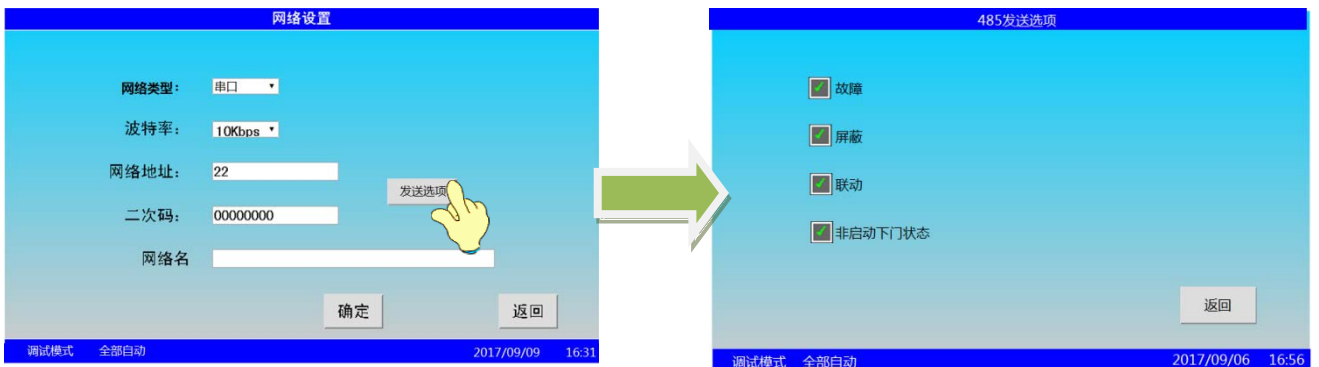 网络设置
网络类型： 串口
波特率： 10Kbps
网络地址： 22
发送选项
二次码： 00000000
网络名
确定 返回
调试模式 全部自动 2017/09/09 16:31
485发送选项
故障
屏蔽
联动
非启动下门状态
返回
调试模式 全部自动 2017/09/06 16:56